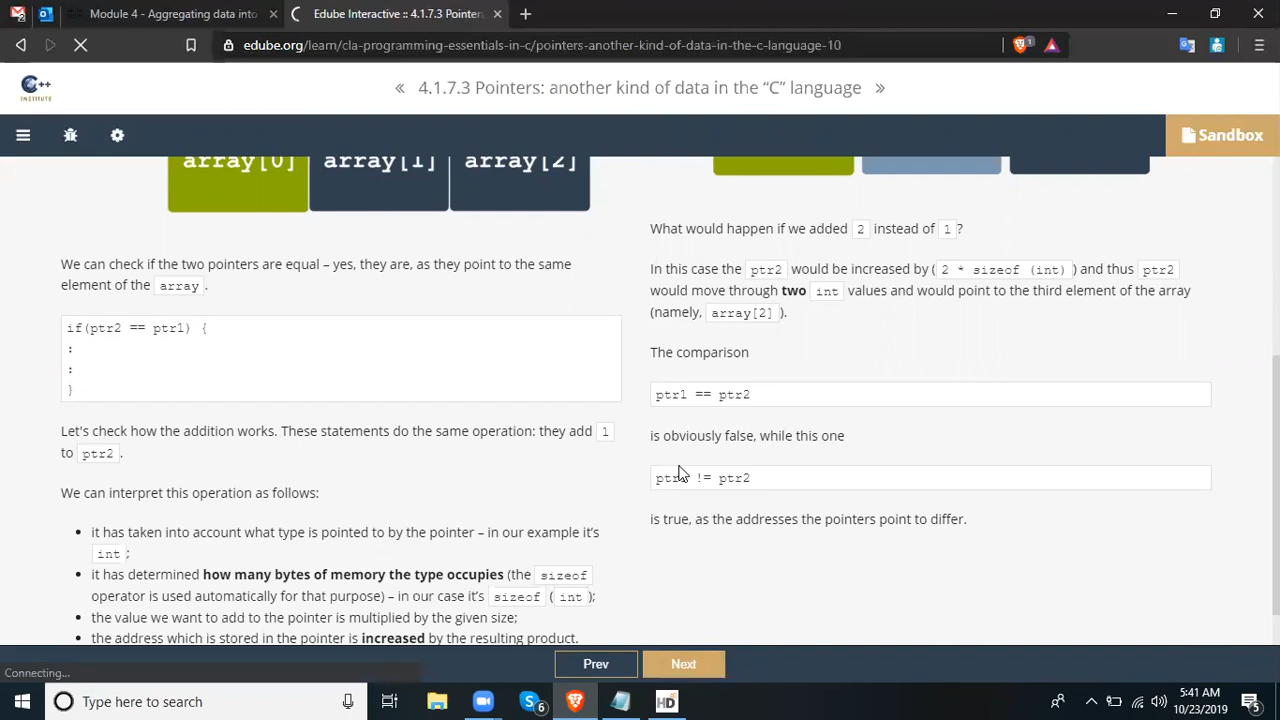 Module 4 - Aggregating data into
Edube Interactive :: 4.1.7.3 Pointer:
edube.org/learn/cla-programming-essentials-in-c/pointers-another-kind-of-data-in-the-c-language-10
1
C++
INSTITUTE
« 4.1.7.3 Pointers: another kind of data in the “C” language »
Sandbox
array[0] array[1] array[2]
We can check if the two pointers are equal – yes, they are, as they point to the same
element of the array .
if(ptr2 == ptr1) {
:
:
}
Let's check how the addition works. These statements do the same operation: they add 1
to ptr2 .
We can interpret this operation as follows:
• it has taken into account what type is pointed to by the pointer – in our example it's
int ;
• it has determined how many bytes of memory the type occupies (the sizeof
operator is used automatically for that purpose) – in our case it's sizeof ( int );
• the value we want to add to the pointer is multiplied by the given size;
• the address which is stored in the pointer is increased by the resulting product.
What would happen if we added 2 instead of 1 ?
In this case the ptr2 would be increased by ( 2 * sizeof (int) ) and thus ptr2
would move through two int values and would point to the third element of the array
(namely, array[2] ).
The comparison
ptr1 == ptr2
is obviously false, while this one
ptr != ptr2
is true, as the addresses the pointers point to differ.
Prev
Next
Connecting...
Type here to search
6
HD
5:41 AM
10/23/2019
5